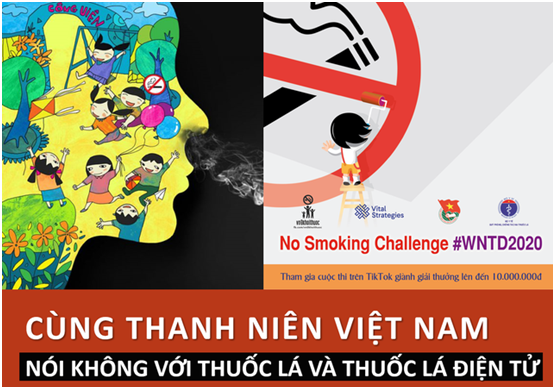 CÔNG VIÊN
Vital
Strategies
No Smoking Challenge #WNTD2020
Tham gia cuộc thi trên TikTok giành giải thưởng lên đến 10.000.000đ
CÙNG THANH NIÊN VIỆT NAM
NÓI KHÔNG VỚI THUỐC LÁ VÀ THUỐC LÁ ĐIỆN TỬ